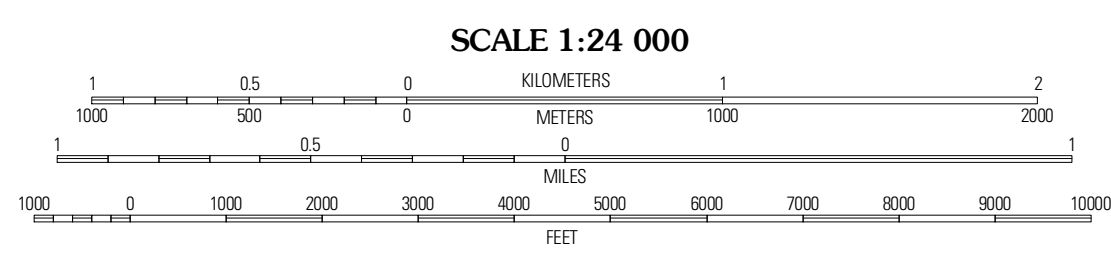 SCALE 1:24 000
1 0.5 0 KILOMETERS 1 2
1000 500 0 METERS 1000 2000
1 0.5 0 1
MILES
1000 0 1000 2000 3000 4000 5000 6000 7000 8000 9000 10000
FEET